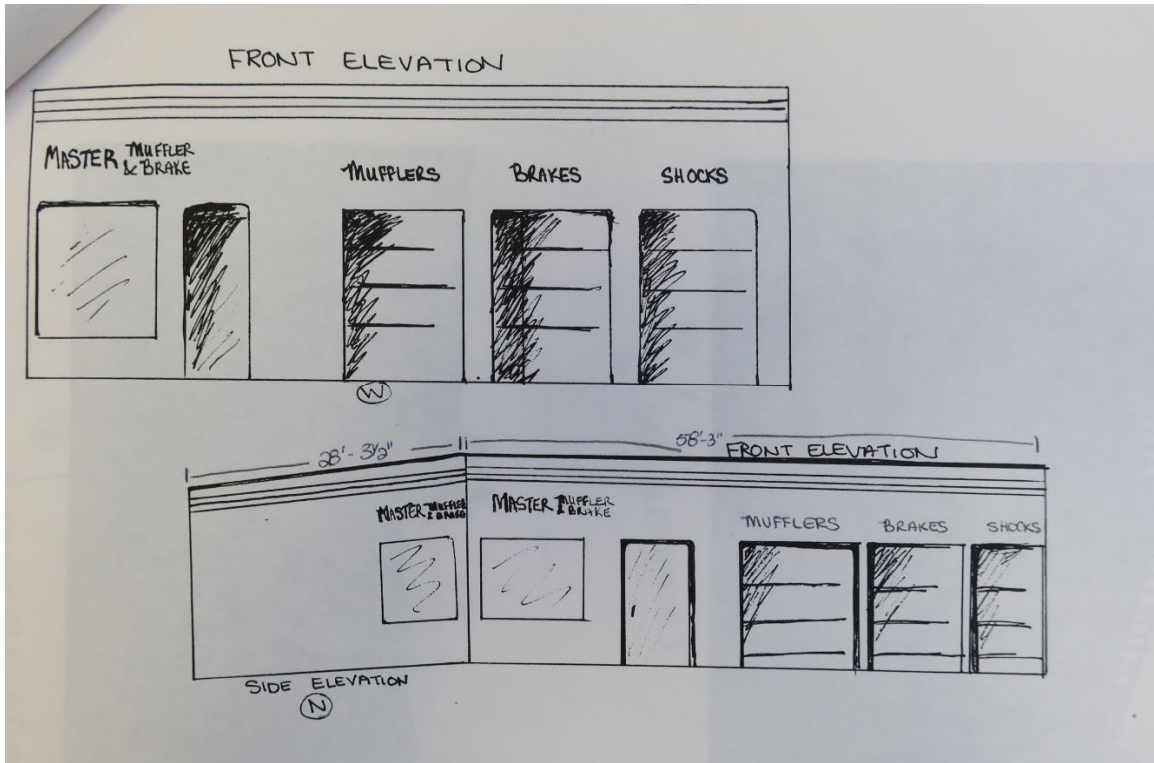 FRONT ELEVATION
MASTER MUFFLER
& BRAKE
MUFFLERS
BRAKES
SHOCKS
W
28'-3½"
58'-3"
FRONT ELEVATION
MASTER MUFFLER
& BRAKE
MASTER MUFFLER
& BRAKE
MUFFLERS
BRAKES
SHOCKS
SIDE ELEVATION
N